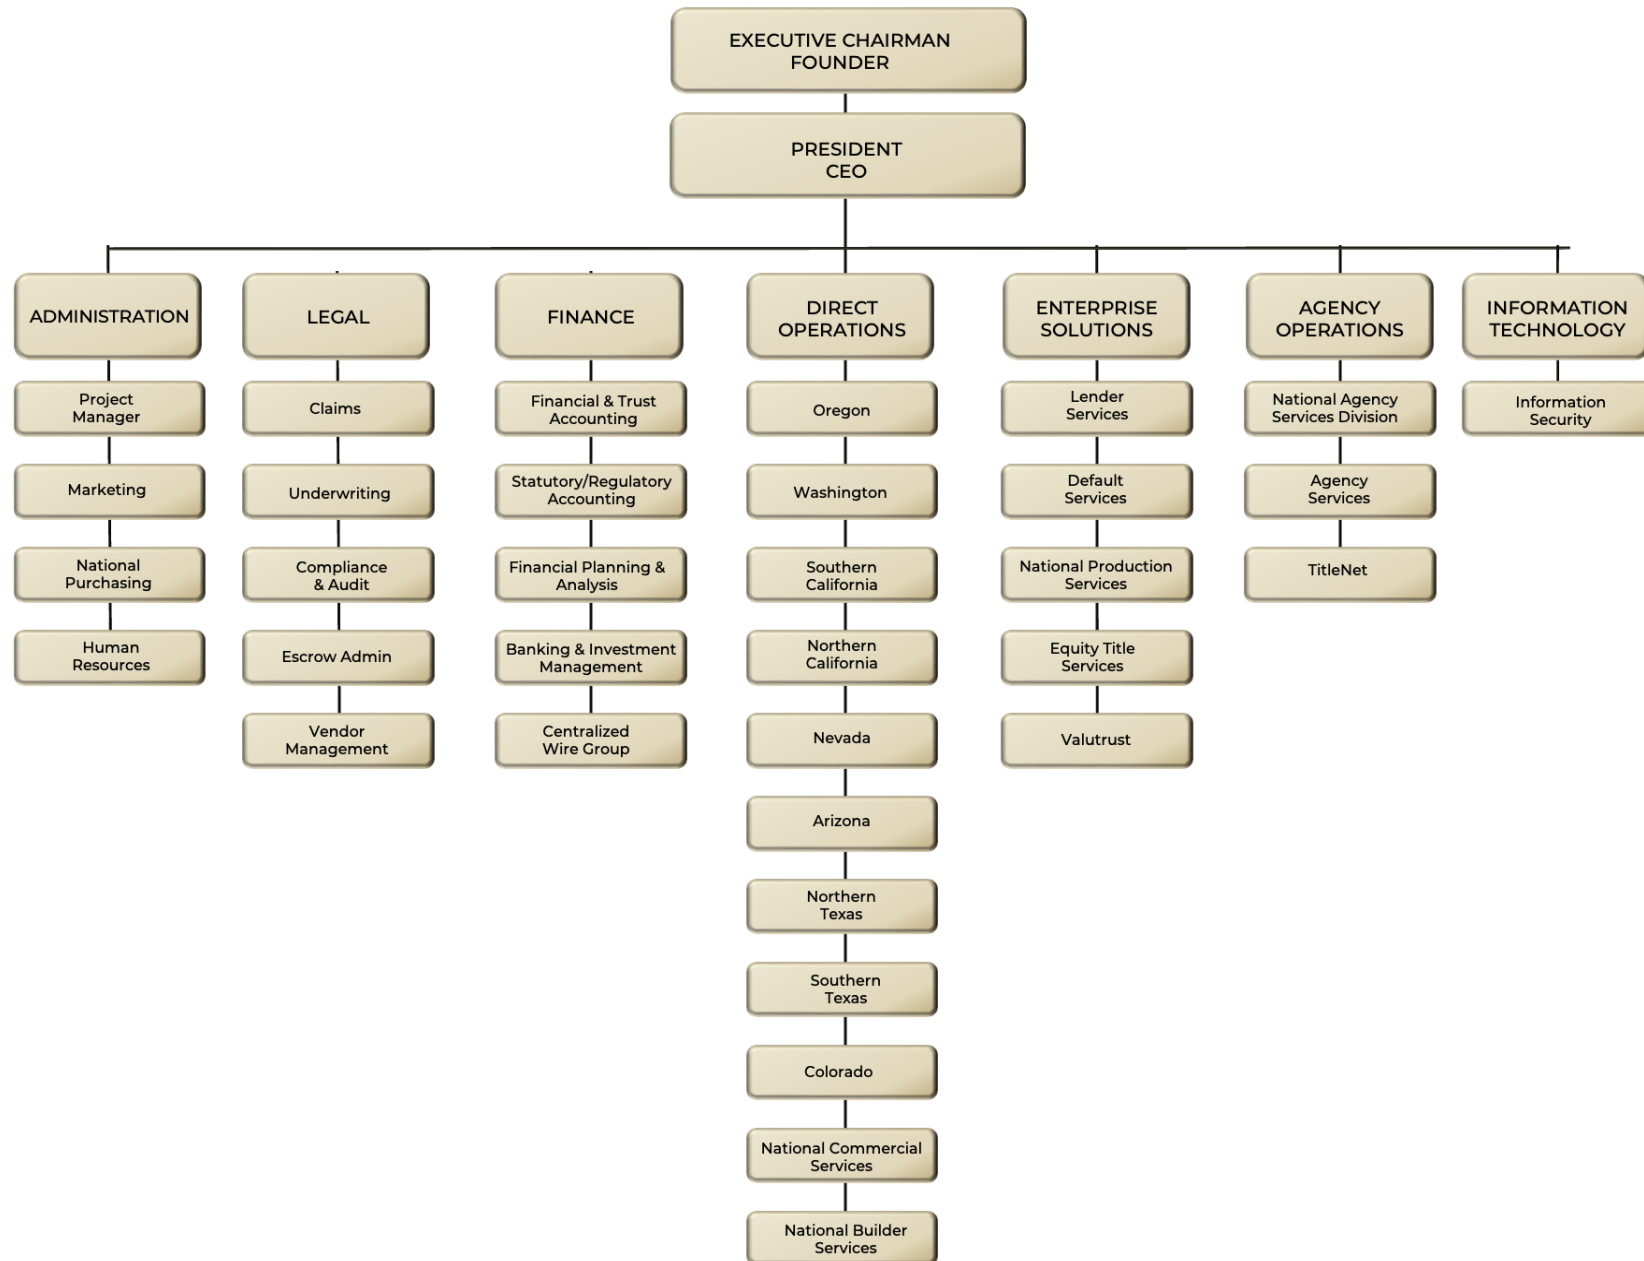 EXECUTIVE CHAIRMAN
FOUNDER
PRESIDENT
CEO
ADMINISTRATION
Project
Manager
Marketing
National
Purchasing
Human
Resources
LEGAL
Claims
Underwriting
Compliance
& Audit
Escrow Admin
Vendor
Management
FINANCE
Financial & Trust
Accounting
Statutory/Regulatory
Accounting
Financial Planning &
Analysis
Banking & Investment
Management
Centralized
Wire Group
DIRECT
OPERATIONS
Oregon
Washington
Southern
California
Northern
California
Nevada
Arizona
Northern
Texas
Southern
Texas
Colorado
National Commercial
Services
National Builder
Services
ENTERPRISE
SOLUTIONS
Lender
Services
Default
Services
National Production
Services
Equity Title
Services
Valutrust
AGENCY
OPERATIONS
National Agency
Services Division
Agency
Services
TitleNet
INFORMATION
TECHNOLOGY
Information
Security